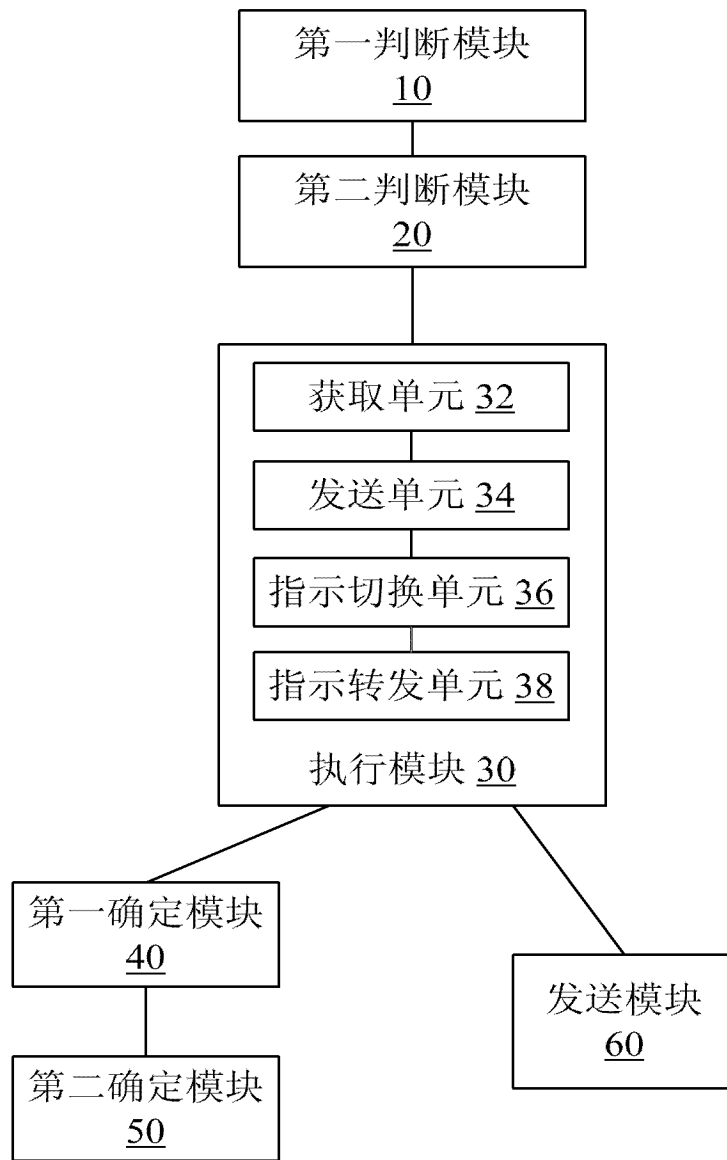 第一判断模块
10
第二判断模块
20
获取单元 32
发送单元 34
指示切换单元 36
指示转发单元 38
执行模块 30
第一确定模块
40
发送模块
60
第二确定模块
50